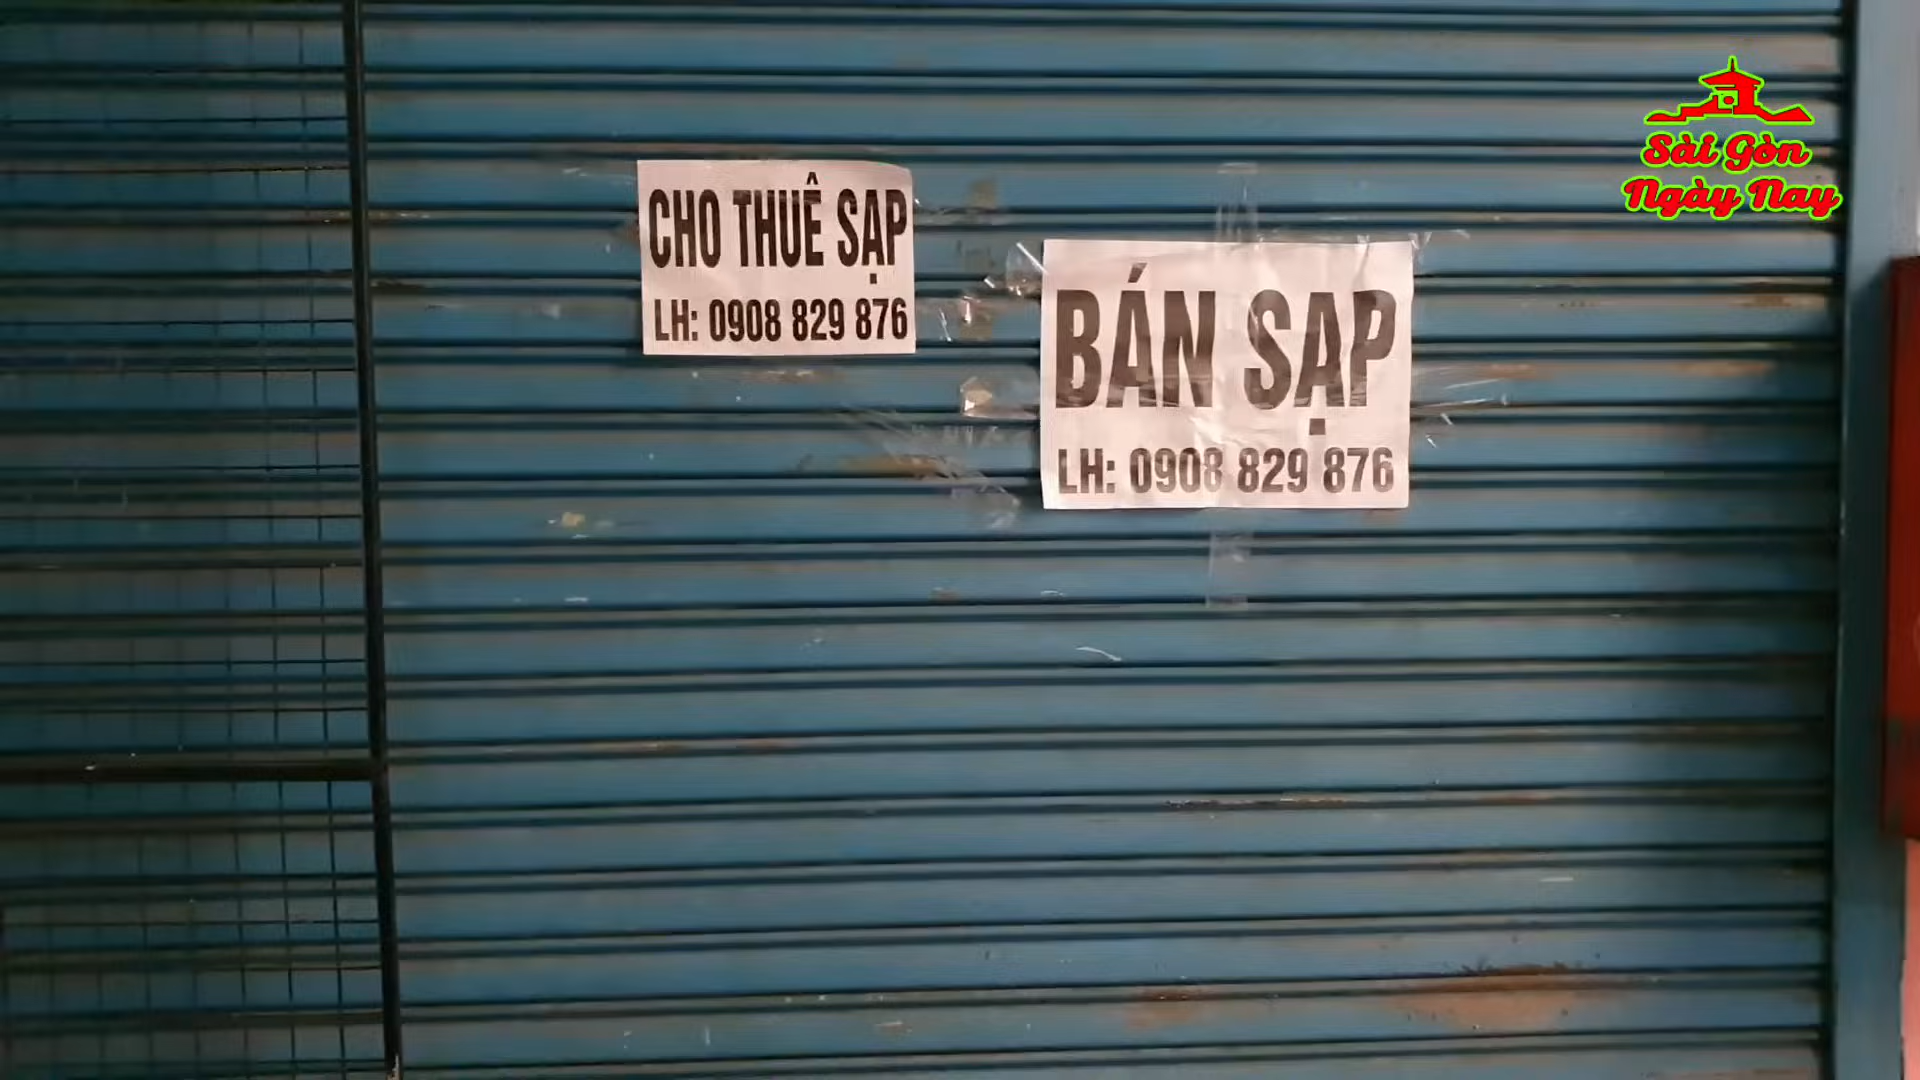 CHO THUÊ SẠP
LH: 0908 829 876
BÁN SẠP
LH: 0908 829 876
Sài Gòn
Ngày Nay